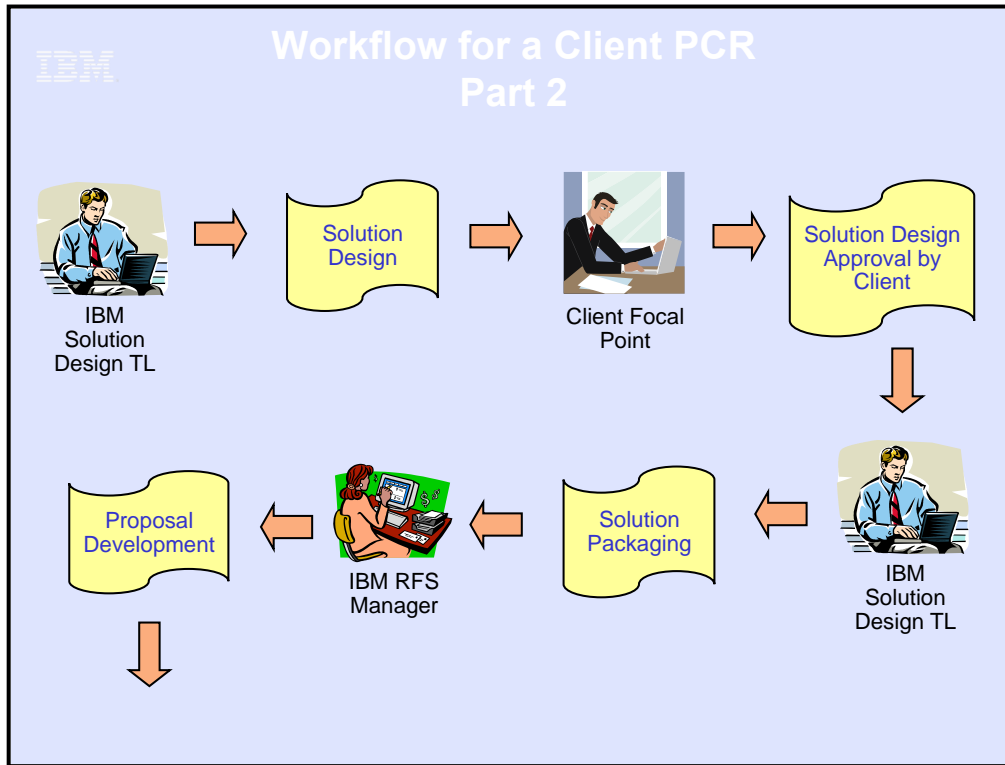 IBM
Workflow for a Client PCR
Part 2
IBM
Solution
Design TL
Solution
Design
Client Focal
Point
Solution Design
Approval by
Client
IBM
Solution
Design TL
Solution
Packaging
IBM RFS
Manager
Proposal
Development